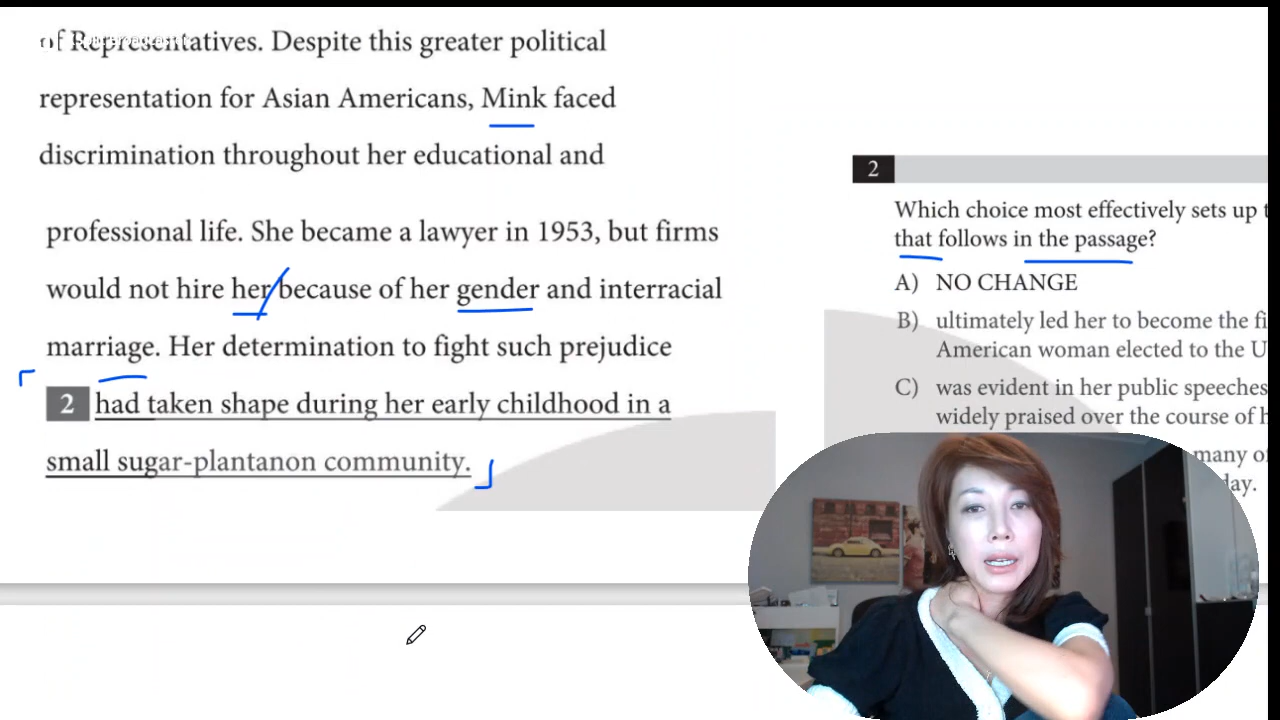 of Representatives. Despite this greater political
representation for Asian Americans, Mink faced
discrimination throughout her educational and
professional life. She became a lawyer in 1953, but firms
would not hire her because of her gender and interracial
marriage. Her determination to fight such prejudice
2 had taken shape during her early childhood in a
small sugar-plantanon community.
2
Which choice most effectively sets up t
that follows in the passage?
A) NO CHANGE
B) ultimately led her to become the fi
American woman elected to the U
C) was evident in her public speeches
widely praised over the course of h
many o
day.